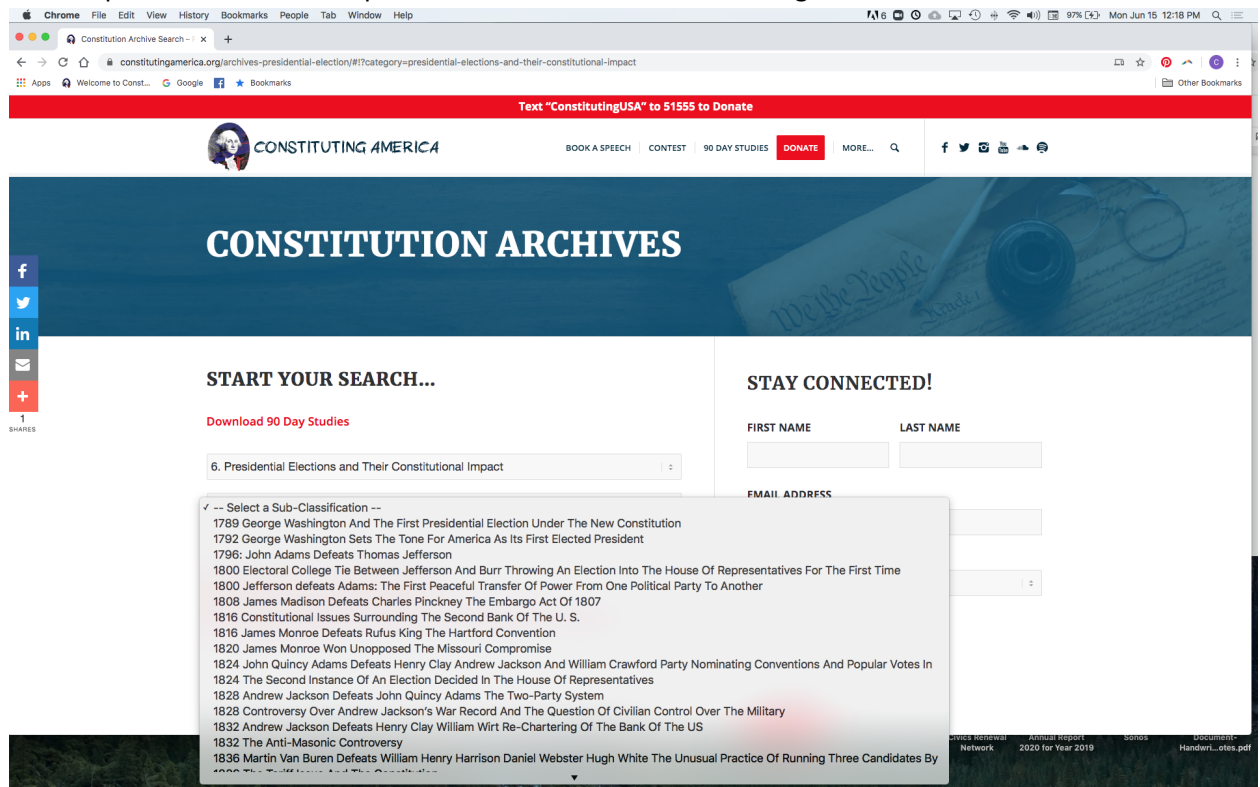 Chrome File Edit View History Bookmarks People Tab Window Help 6 97% Mon Jun 15 12:18 PM
Constitution Archive Search –
constitutingamerica.org/archives-presidential-election/#!?category=presidential-elections-and-their-constitutional-impact
Apps Welcome to Const... Google Bookmarks Other Bookmarks
Text “ConstitutingUSA” to 51555 to Donate
CONSTITUTING AMERICA BOOK A SPEECH CONTEST 90 DAY STUDIES DONATE MORE...
CONSTITUTION ARCHIVES
We the People
START YOUR SEARCH...
STAY CONNECTED!
1
SHARES
Download 90 Day Studies
FIRST NAME LAST NAME
6. Presidential Elections and Their Constitutional Impact
EMAIL ADDRESS
✓ -- Select a Sub-Classification --
1789 George Washington And The First Presidential Election Under The New Constitution
1792 George Washington Sets The Tone For America As Its First Elected President
1796: John Adams Defeats Thomas Jefferson
1800 Electoral College Tie Between Jefferson And Burr Throwing An Election Into The House Of Representatives For The First Time
1800 Jefferson defeats Adams: The First Peaceful Transfer Of Power From One Political Party To Another
1808 James Madison Defeats Charles Pinckney The Embargo Act Of 1807
1816 Constitutional Issues Surrounding The Second Bank Of The U. S.
1816 James Monroe Defeats Rufus King The Hartford Convention
1820 James Monroe Won Unopposed The Missouri Compromise
1824 John Quincy Adams Defeats Henry Clay Andrew Jackson And William Crawford Party Nominating Conventions And Popular Votes In
1824 The Second Instance Of An Election Decided In The House Of Representatives
1828 Andrew Jackson Defeats John Quincy Adams The Two-Party System
1828 Controversy Over Andrew Jackson’s War Record And The Question Of Civilian Control Over The Military
1832 Andrew Jackson Defeats Henry Clay William Wirt Re-Chartering Of The Bank Of The US
1832 The Anti-Masonic Controversy
1836 Martin Van Buren Defeats William Henry Harrison Daniel Webster Hugh White The Unusual Practice Of Running Three Candidates By
Civics Renewal Annual Report Sonos Document-
Network 2020 for Year 2019 Handwri...otes.pdf